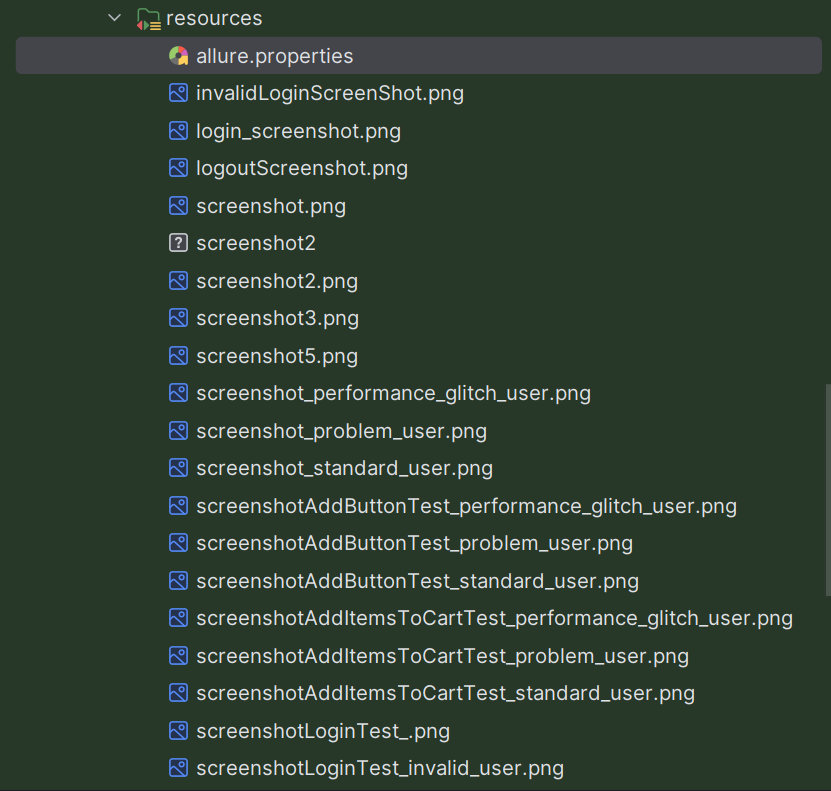 resources
allure.properties
invalidLoginScreenShot.png
login_screenshot.png
logoutScreenshot.png
screenshot.png
screenshot2
screenshot2.png
screenshot3.png
screenshot5.png
screenshot_performance_glitch_user.png
screenshot_problem_user.png
screenshot_standard_user.png
screenshotAddButtonTest_performance_glitch_user.png
screenshotAddButtonTest_problem_user.png
screenshotAddButtonTest_standard_user.png
screenshotAddItemsToCartTest_performance_glitch_user.png
screenshotAddItemsToCartTest_problem_user.png
screenshotAddItemsToCartTest_standard_user.png
screenshotLoginTest_.png
screenshotLoginTest_invalid_user.png